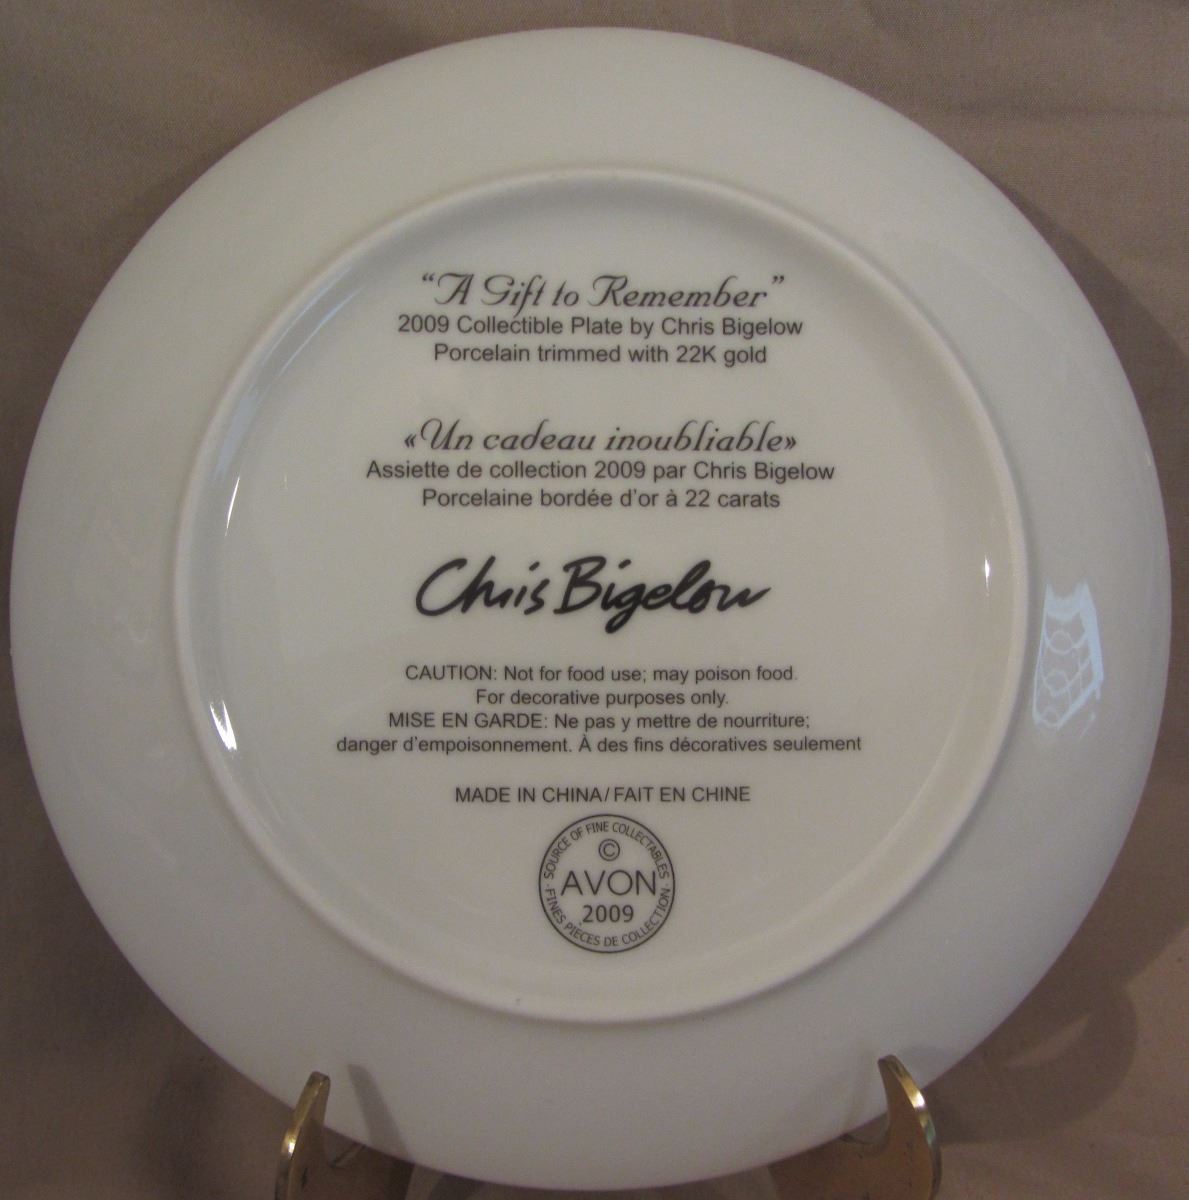 “A Gift to Remember”
2009 Collectible Plate by Chris Bigelow
Porcelain trimmed with 22K gold
«Un cadeau inoubliable»
Assiette de collection 2009 par Chris Bigelow
Porcelaine bordée d’or à 22 carats
Chris Bigelow
CAUTION: Not for food use; may poison food.
For decorative purposes only.
MISE EN GARDE: Ne pas y mettre de nourriture;
danger d’empoisonnement. À des fins décoratives seulement
MADE IN CHINA/FAIT EN CHINE
SOURCE OF FINE COLLECTABLES
©
AVON
2009
FINES PIÈCES DE COLLECTION